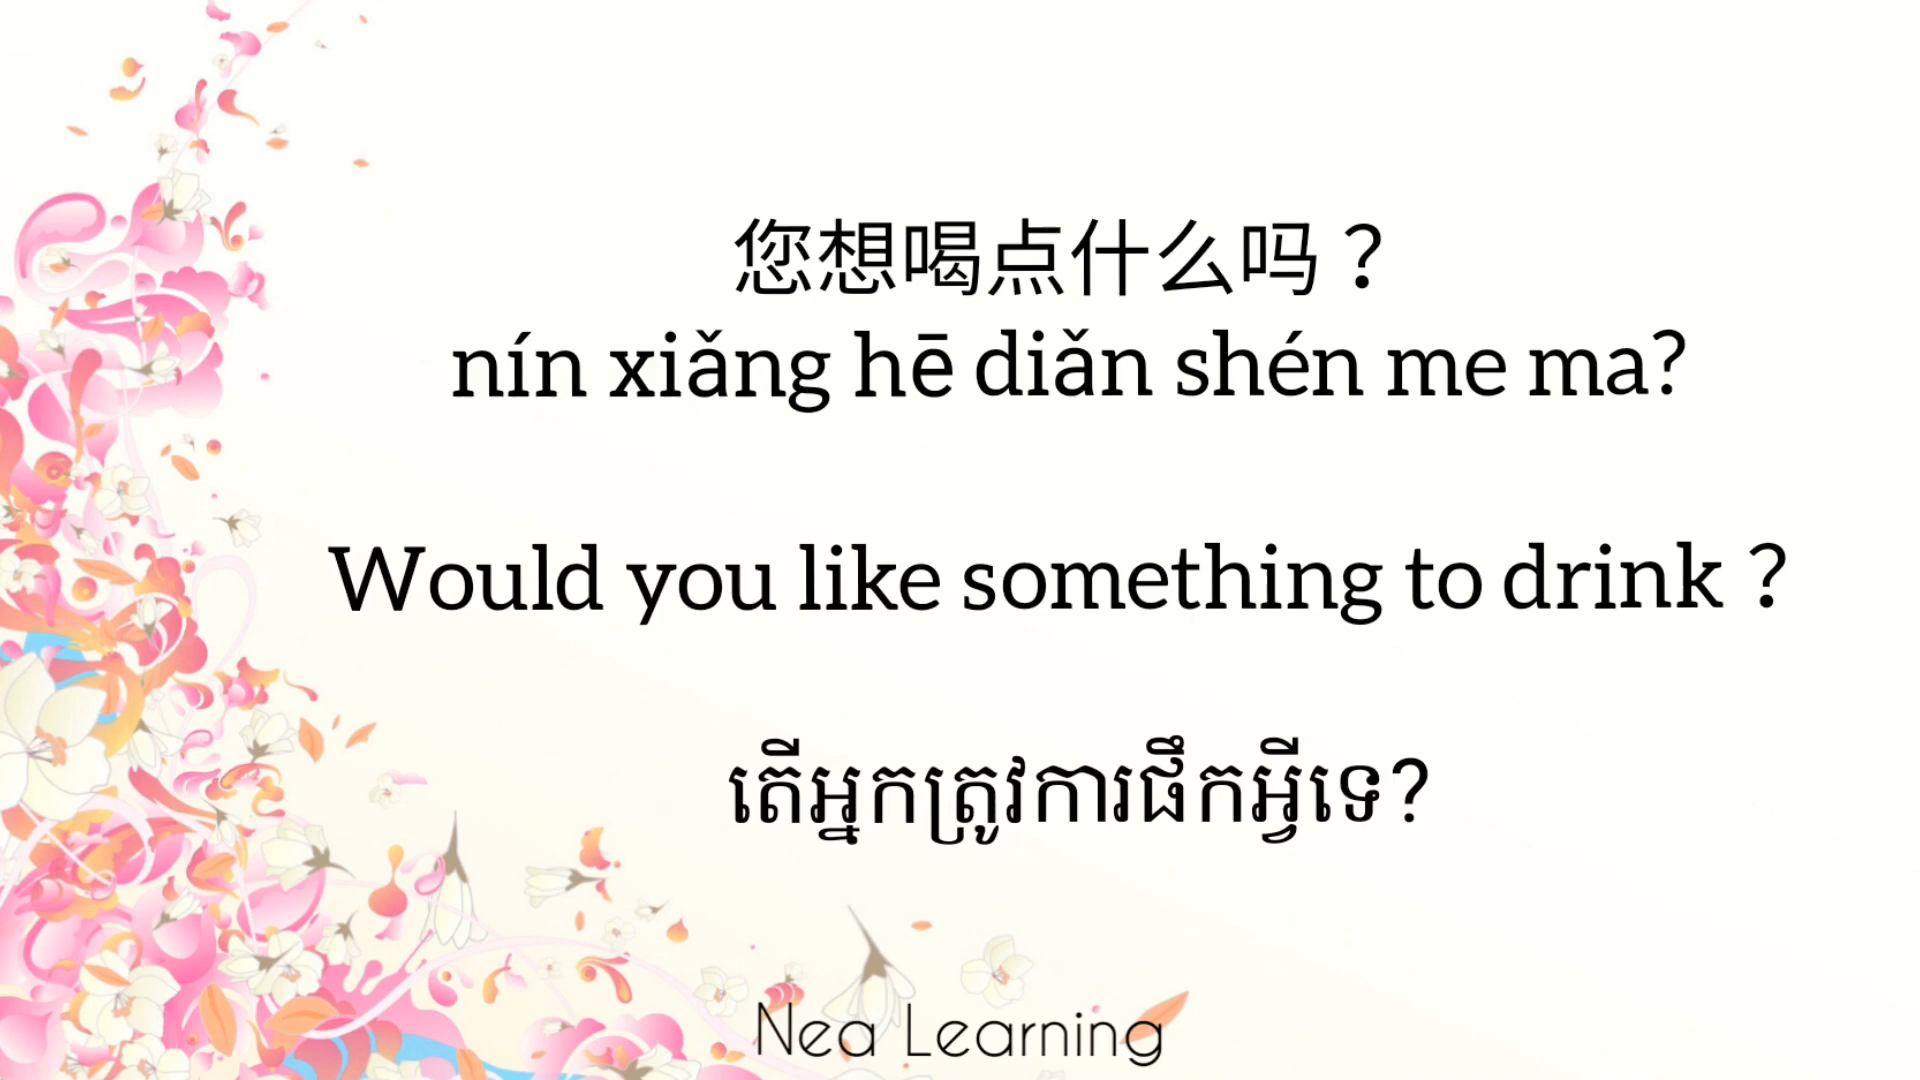 您想喝点什么吗？
nín xiǎng hē diǎn shén me ma?
Would you like something to drink ?
តើអ្នកត្រូវការផឹកអ្វីទេ?
Nea Learning